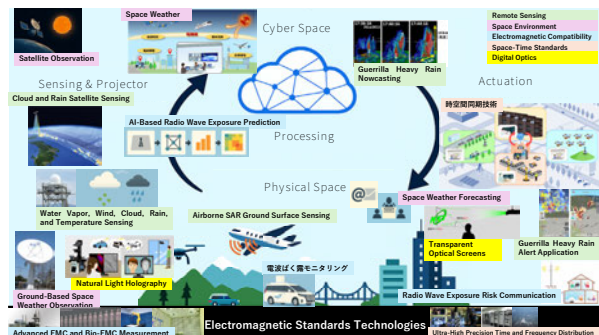 Space Weather
Satellite Observation
Cyber Space
Guerrilla Heavy Rain
Nowcasting
Remote Sensing
Space Environment
Electromagnetic Compatibility
Space-Time Standards
Digital Optics
Sensing & Projector
Actuation
Cloud and Rain Satellite Sensing
AI-Based Radio Wave Exposure Prediction
Processing
時空間同期技術
Physical Space
Water Vapor, Wind, Cloud, Rain,
and Temperature Sensing
Airborne SAR Ground Surface Sensing
Space Weather Forecasting
Transparent
Optical Screens
Guerrilla Heavy Rain
Alert Application
Natural Light Holography
電波ばく露モニタリング
Ground-Based Space
Weather Observation
Radio Wave Exposure Risk Communication
Advanced EMC and Bio-EMC Measurement
Electromagnetic Standards Technologies
Ultra-High Precision Time and Frequency Distribution